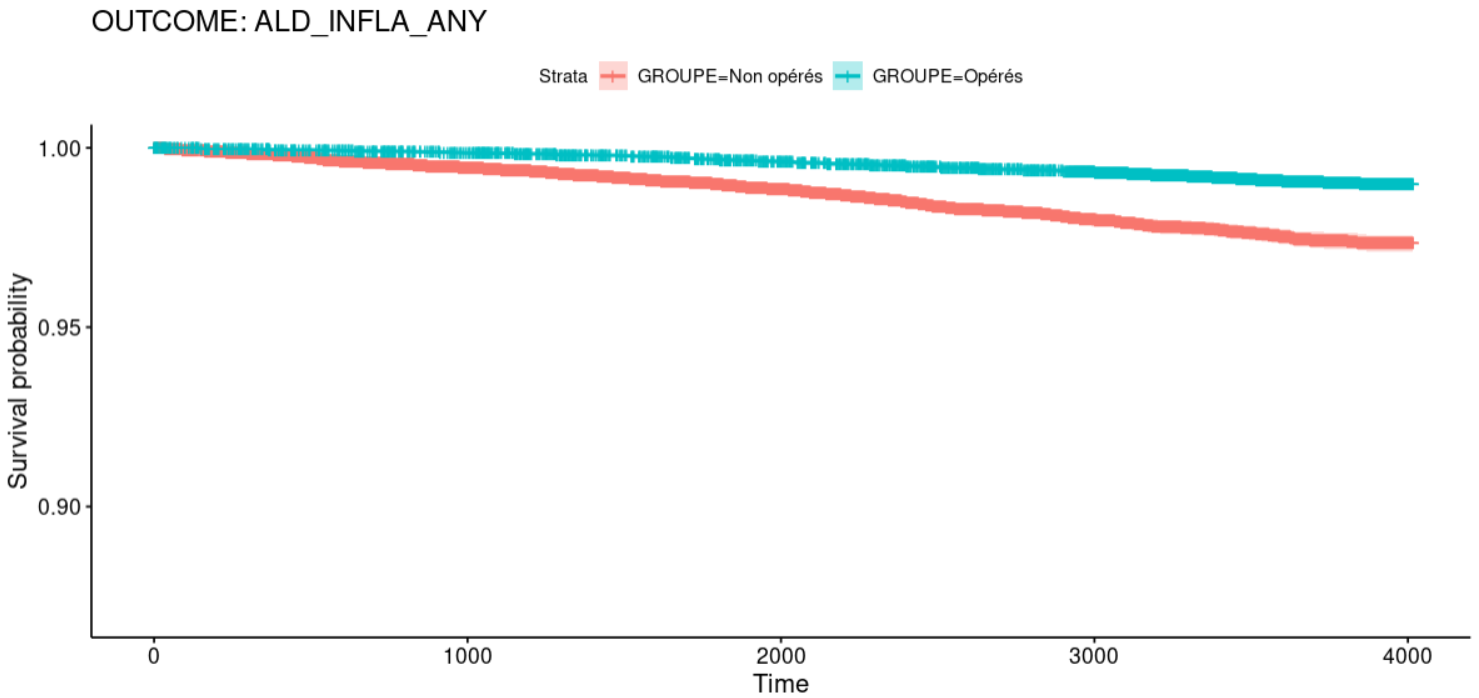 OUTCOME: ALD_INFLA_ANY
Strata GROUPE=Non opérés GROUPE=Opérés
1.00
0.95
0.90
Survival probability
0 1000 2000 3000 4000
Time